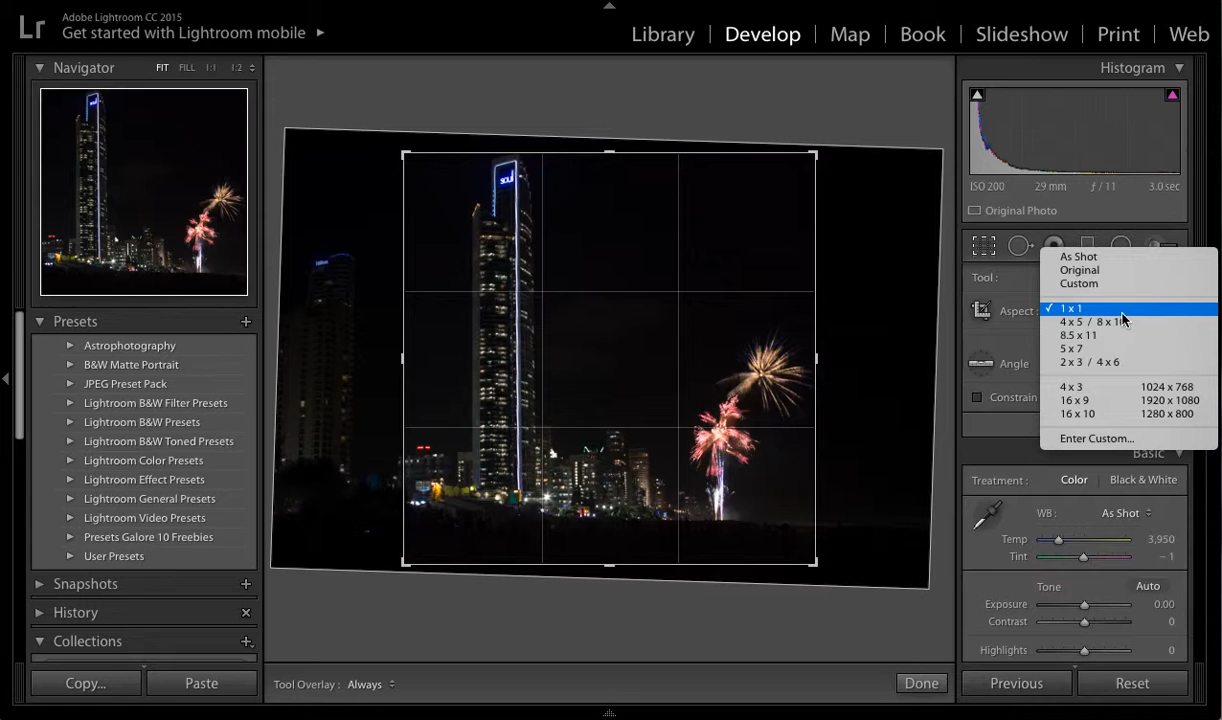 Lr
Adobe Lightroom CC 2015
Get started with Lightroom mobile
Library | Develop | Map | Book | Slideshow | Print | Web
Navigator FIT FILL 1:1 1:2
Histogram
soul
Hilton
ISO 200 29 mm ƒ / 11 3.0 sec
Original Photo
Tool :
Aspect :
Angle
Constrain
As Shot
Original
Custom
1 x 1
4 x 5 / 8 x 10
8.5 x 11
5 x 7
2 x 3 / 4 x 6
4 x 3 1024 x 768
16 x 9 1920 x 1080
16 x 10 1280 x 800
Enter Custom...
Presets
Astrophotography
B&W Matte Portrait
JPEG Preset Pack
Lightroom B&W Filter Presets
Lightroom B&W Presets
Lightroom B&W Toned Presets
Lightroom Color Presets
Lightroom Effect Presets
Lightroom General Presets
Lightroom Video Presets
Presets Galore 10 Freebies
User Presets
Snapshots
History
Collections
Copy... Paste
Tool Overlay : Always
Done
Basic
Treatment : Color Black & White
WB : As Shot
Temp 3,950
Tint – 1
Tone Auto
Exposure 0.00
Contrast 0
Highlights 0
Previous Reset